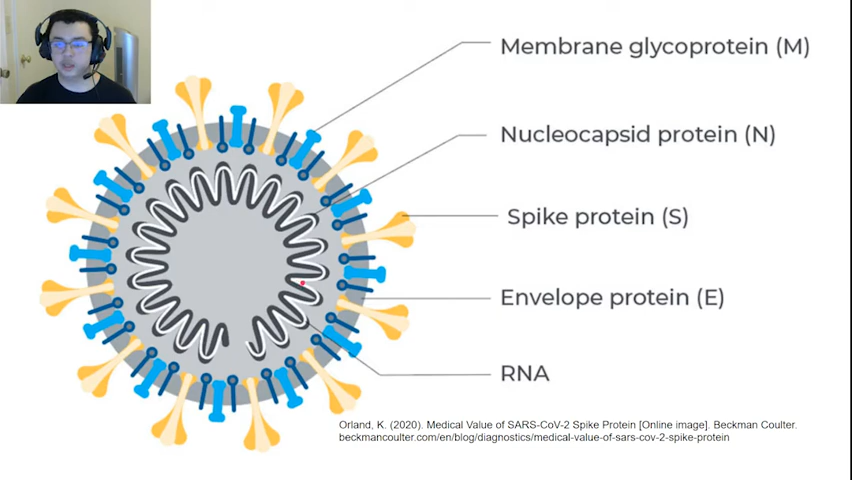 Membrane glycoprotein (M)
Nucleocapsid protein (N)
Spike protein (S)
Envelope protein (E)
RNA
Orland, K. (2020). Medical Value of SARS-CoV-2 Spike Protein [Online image]. Beckman Coulter.
beckmancoulter.com/en/blog/diagnostics/medical-value-of-sars-cov-2-spike-protein